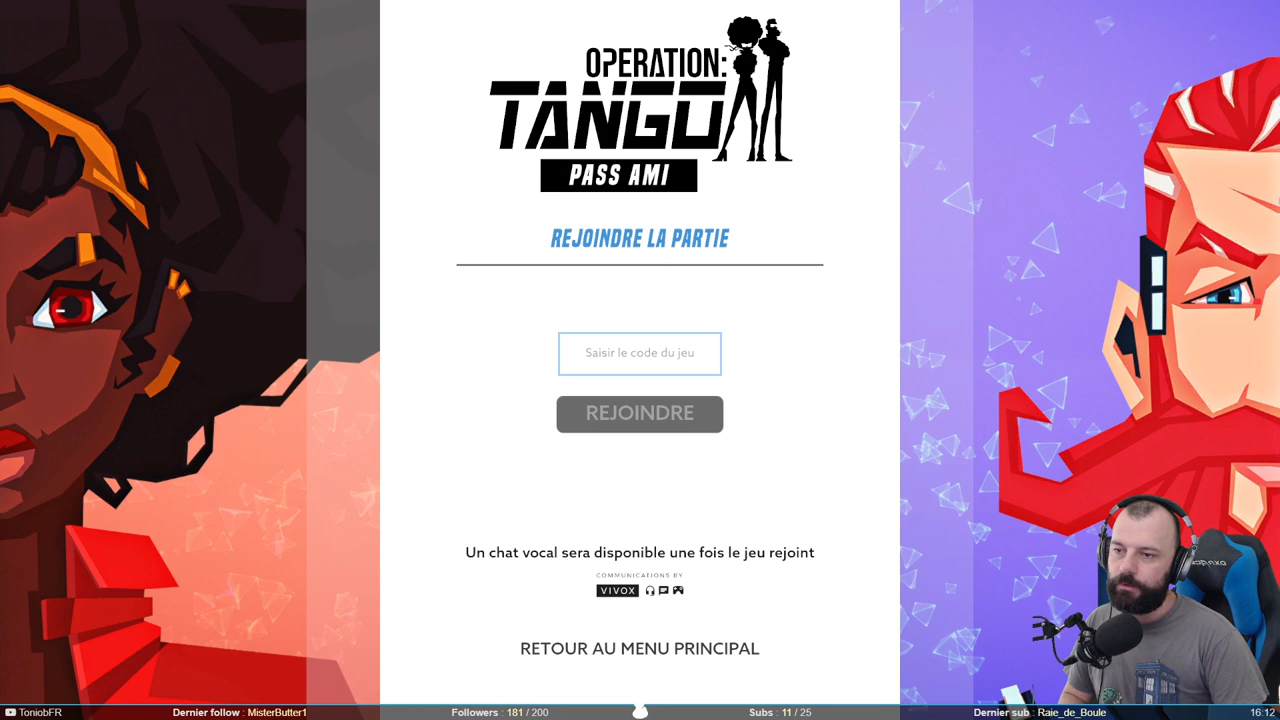 OPERATION:
TANGO
PASS AMI
REJOINDRE LA PARTIE
Saisir le code du jeu
REJOINDRE
Un chat vocal sera disponible une fois le jeu rejoint
COMMUNICATIONS BY
VIVOX
RETOUR AU MENU PRINCIPAL
ToniobFR
Dernier follow : MisterButter1
Followers : 181 / 200
Subs : 11 / 25
Dernier sub : Raie_de_Boule
16:12